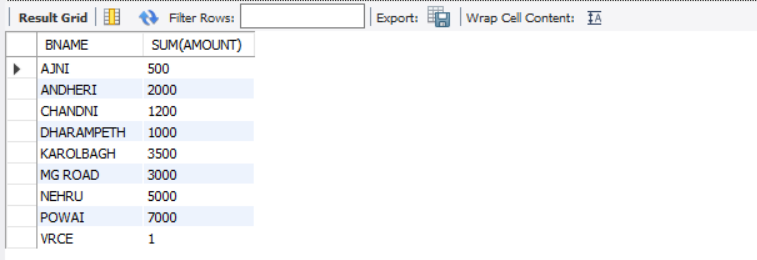 Result Grid Filter Rows: Export: Wrap Cell Content: IA
BNAME SUM(AMOUNT)
AJNI 500
ANDHERI 2000
CHANDNI 1200
DHARAMPETH 1000
KAROLBAGH 3500
MG ROAD 3000
NEHRU 5000
POWAI 7000
VRCE 1